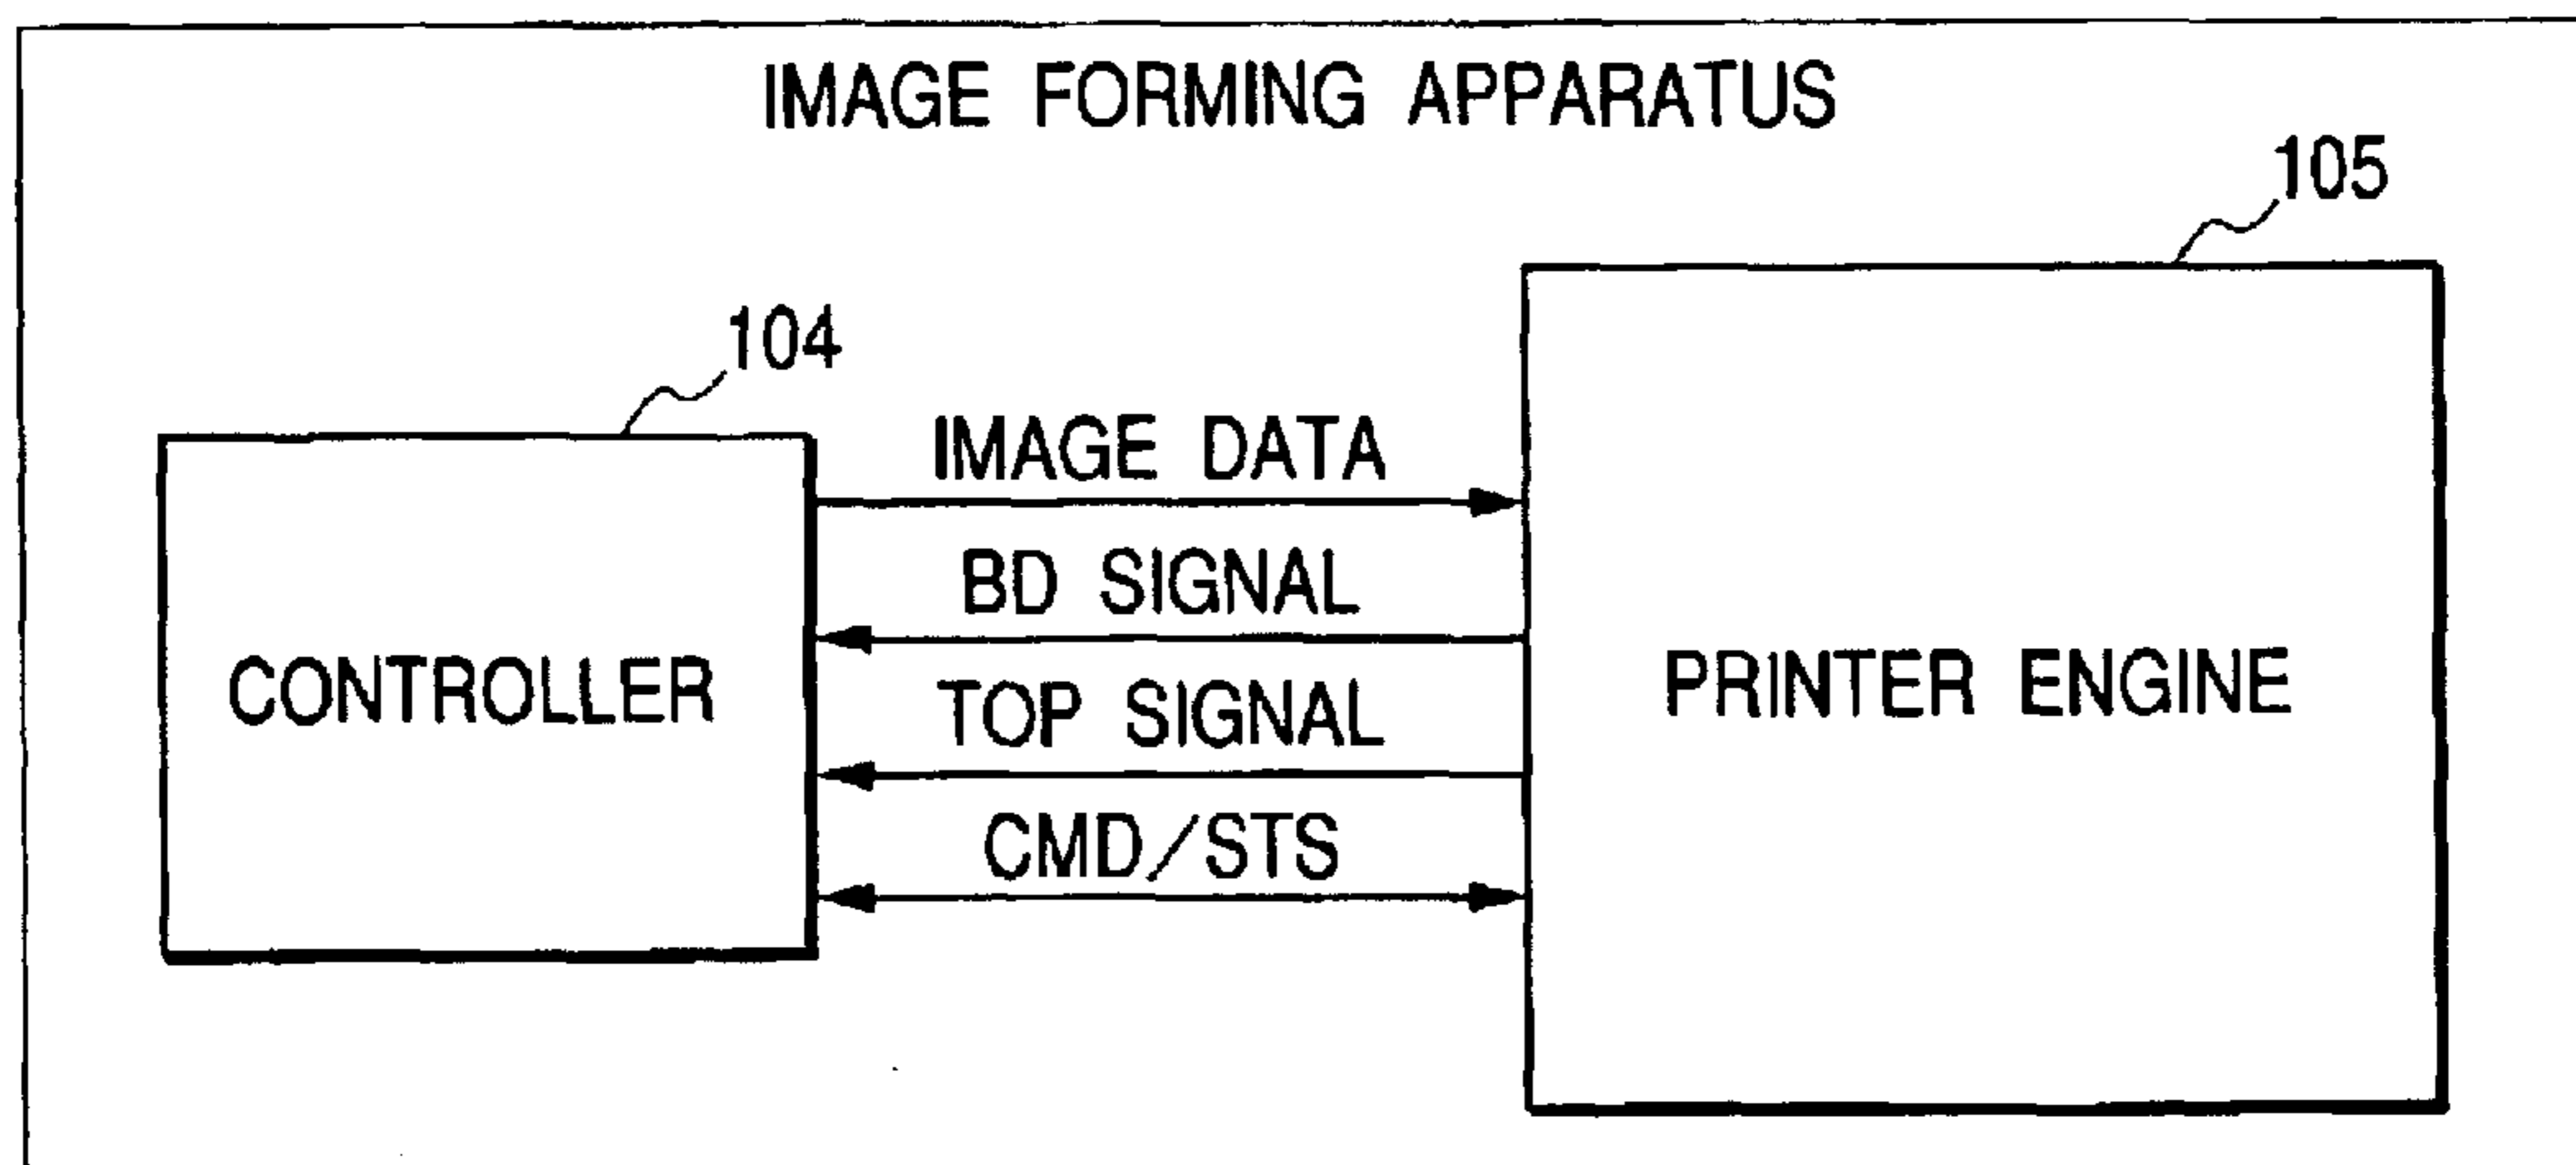 IMAGE FORMING APPARATUS
105
104
IMAGE DATA
BD SIGNAL
CONTROLLER
TOP SIGNAL
PRINTER ENGINE
CMD/STS